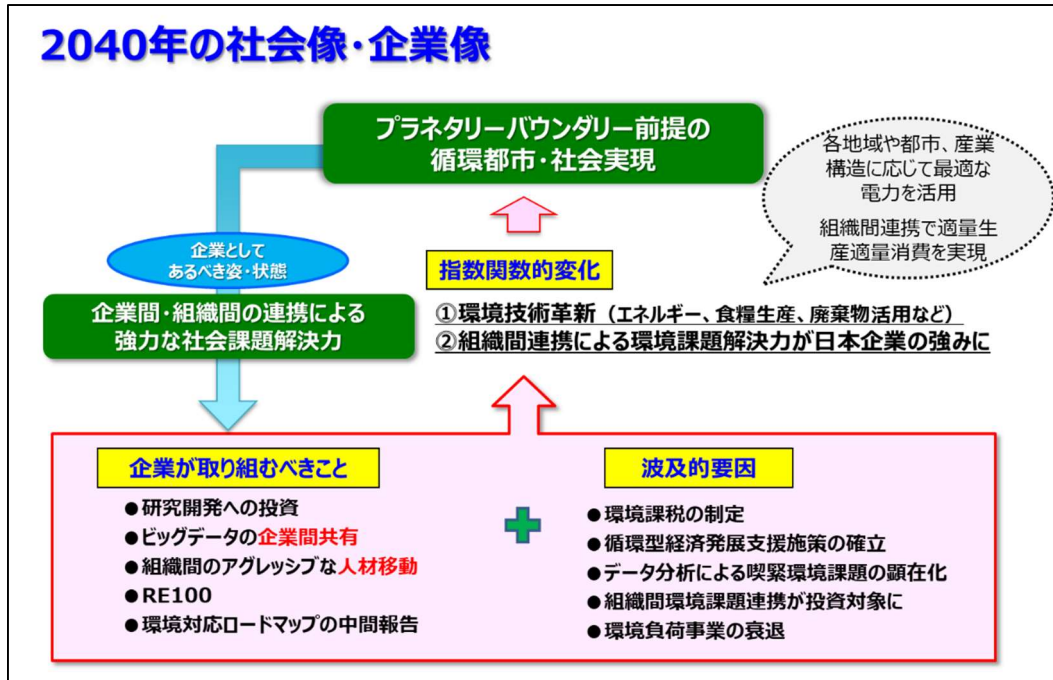 2040年の社会像・企業像
プラネタリーバウンダリー前提の
循環都市・社会実現
各地域や都市、産業
構造に応じて最適な
電力を活用
組織間連携で適量生
産適量消費を実現
企業として
あるべき姿・状態
企業間・組織間の連携による
強力な社会課題解決力
指数関数的変化
①環境技術革新（エネルギー、食糧生産、廃棄物活用など）
②組織間連携による環境課題解決力が日本企業の強みに
企業が取り組むべきこと
●研究開発への投資
●ビッグデータの企業間共有
●組織間のアグレッシブな人材移動
●RE100
●環境対応ロードマップの中間報告
波及的要因
●環境課税の制定
●循環型経済発展支援施策の確立
●データ分析による喫緊環境課題の顕在化
●組織間環境課題連携が投資対象に
●環境負荷事業の衰退